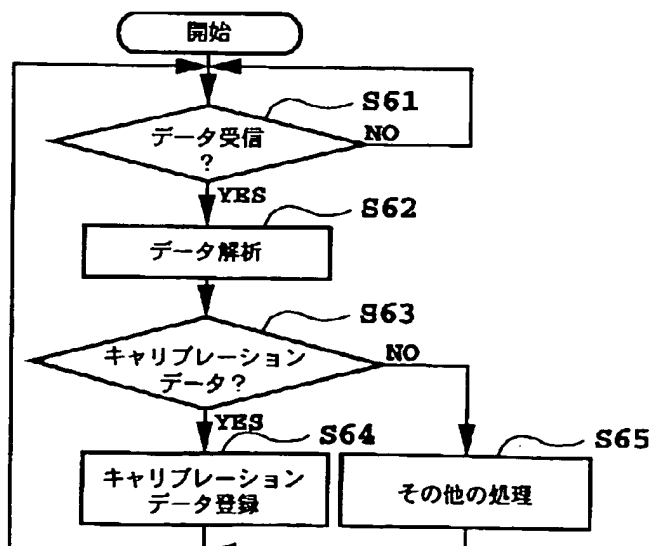 開始
S61
データ受信
?
NO
YES
S62
データ解析
S63
キャリブレーション
データ?
NO
YES
S64
S65
キャリブレーション
データ登録
その他の処理